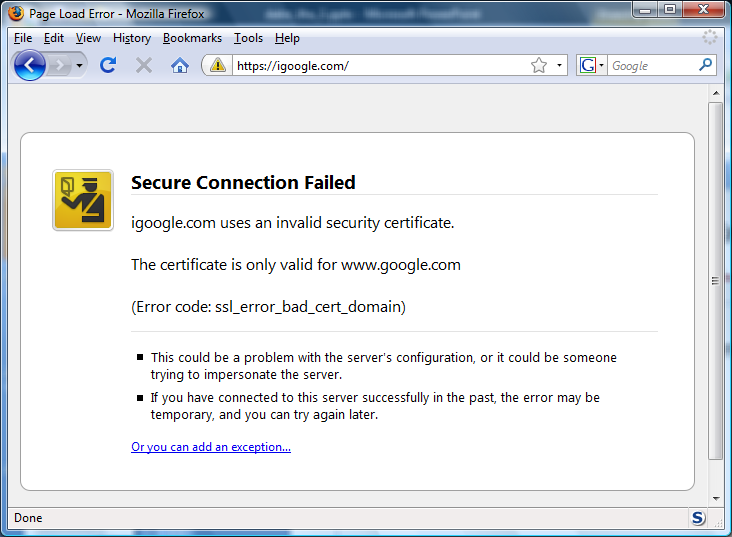 Page Load Error - Mozilla Firefox
File Edit View History Bookmarks Tools Help
https://igoogle.com/ G Google
Secure Connection Failed
igoogle.com uses an invalid security certificate.
The certificate is only valid for www.google.com
(Error code: ssl_error_bad_cert_domain)
This could be a problem with the server's configuration, or it could be someone
trying to impersonate the server.
If you have connected to this server successfully in the past, the error may be
temporary, and you can try again later.
Or you can add an exception...
Done S